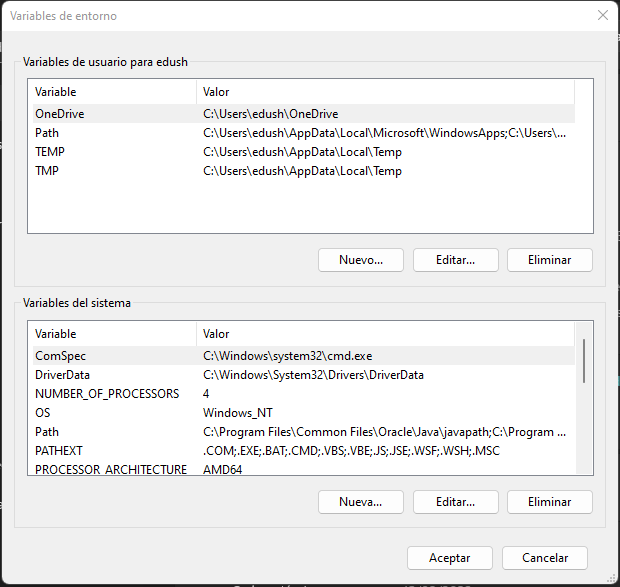 Variables de entorno
Variables de usuario para edush
Variable Valor
OneDrive C:\Users\edush\OneDrive
Path C:\Users\edush\AppData\Local\Microsoft\WindowsApps;C:\Users\...
TEMP C:\Users\edush\AppData\Local\Temp
TMP C:\Users\edush\AppData\Local\Temp
Nuevo... Editar... Eliminar
Variables del sistema
Variable Valor
ComSpec C:\Windows\system32\cmd.exe
DriverData C:\Windows\System32\Drivers\DriverData
NUMBER_OF_PROCESSORS 4
OS Windows_NT
Path C:\Program Files\Common Files\Oracle\Java\javapath;C:\Program ...
PATHEXT .COM;.EXE;.BAT;.CMD;.VBS;.VBE;.JS;.JSE;.WSF;.WSH;.MSC
PROCESSOR_ARCHITECTURE AMD64
Nueva... Editar... Eliminar
Aceptar Cancelar